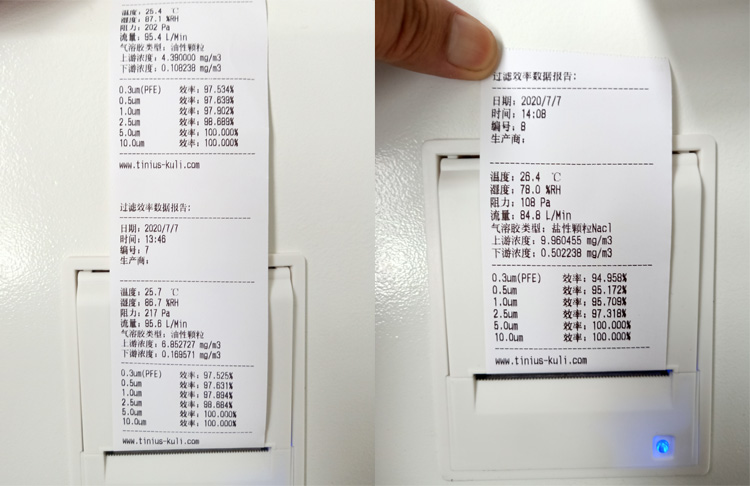 温度: 25.4 ℃
湿度: 87.1 %RH
阻力: 202 Pa
流量: 85.4 L/Min
气溶胶类型: 油性颗粒
上游浓度: 4.390000 mg/m3
下游浓度: 0.108238 mg/m3
0.3um(PFE) 效率: 97.534%
0.5um 效率: 97.639%
1.0um 效率: 97.902%
2.5um 效率: 98.689%
5.0um 效率: 100.000%
10.0um 效率: 100.000%
www.tinius-kuli.com
过滤效率数据报告:
日期: 2020/7/7
时间: 13:46
编号: 7
生产商:
温度: 25.7 ℃
湿度: 86.7 %RH
阻力: 217 Pa
流量: 85.6 L/Min
气溶胶类型: 油性颗粒
上游浓度: 6.852727 mg/m3
下游浓度: 0.169571 mg/m3
0.3um(PFE) 效率: 97.525%
0.5um 效率: 97.631%
1.0um 效率: 97.894%
2.5um 效率: 98.684%
5.0um 效率: 100.000%
10.0um 效率: 100.000%
www.tinius-kuli.com
过滤效率数据报告:
日期: 2020/7/7
时间: 14:08
编号: 8
生产商:
温度: 26.4 ℃
湿度: 78.0 %RH
阻力: 108 Pa
流量: 84.8 L/Min
气溶胶类型: 盐性颗粒Nacl
上游浓度: 9.960455 mg/m3
下游浓度: 0.502238 mg/m3
0.3um(PFE) 效率: 94.958%
0.5um 效率: 95.172%
1.0um 效率: 95.709%
2.5um 效率: 97.318%
5.0um 效率: 100.000%
10.0um 效率: 100.000%
www.tinius-kuli.com